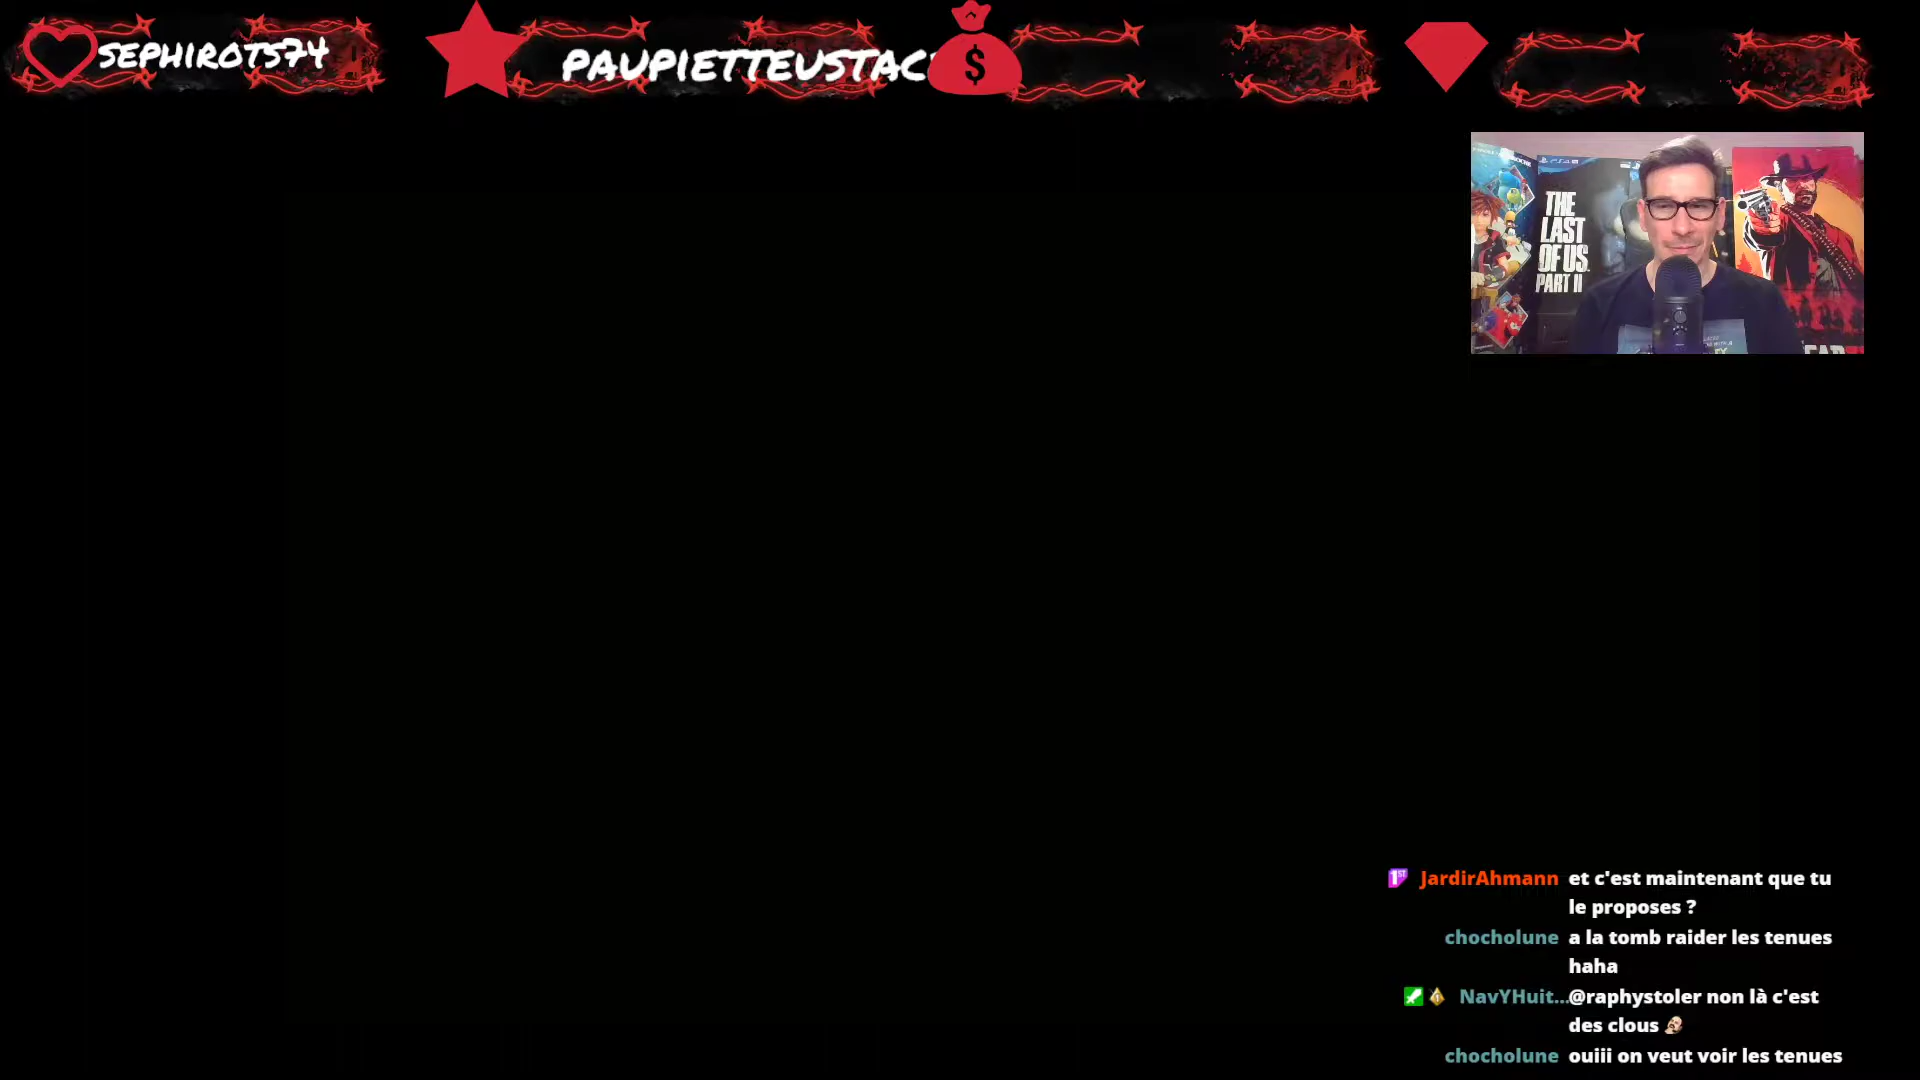 SEPHIROTS74
PAUPIETTEUSTAC
$
THE
LAST
OF US
PART II
JardirAhmann et c'est maintenant que tu
le proposes ?
chocholune a la tomb raider les tenues
haha
NavYHuit... @raphystoler non là c'est
des clous
chocholune ouiii on veut voir les tenues